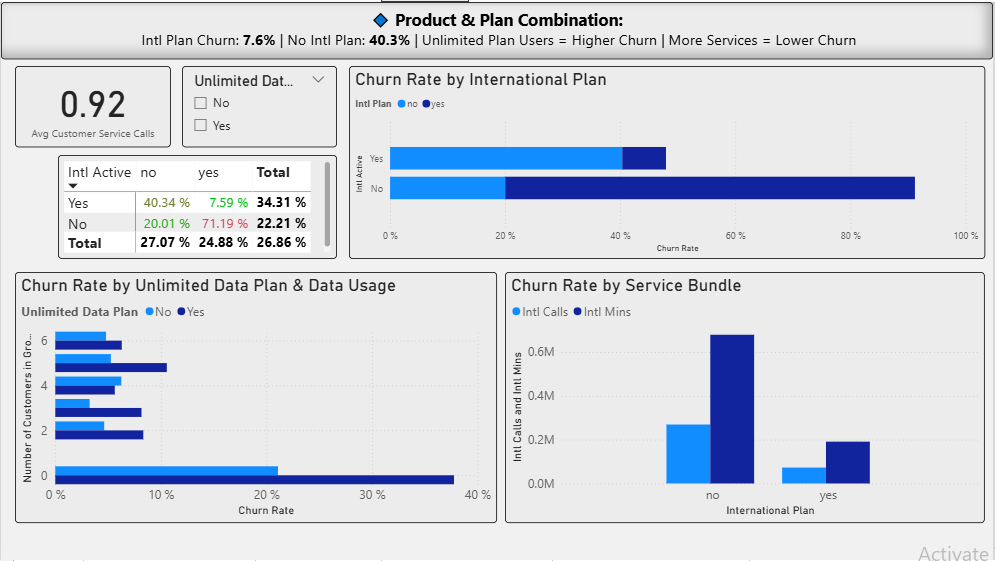 Product & Plan Combination:
Intl Plan Churn: 7.6% | No Intl Plan: 40.3% | Unlimited Plan Users = Higher Churn | More Services = Lower Churn
0.92
Avg Customer Service Calls
Unlimited Dat...
No
Yes
Intl Active no yes Total
Yes 40.34 % 7.59 % 34.31 %
No 20.01 % 71.19 % 22.21 %
Total 27.07 % 24.88 % 26.86 %
Churn Rate by International Plan
Intl Plan no yes
Intl Active
Yes
No
0 % 20 % 40 % 60 % 80 % 100 %
Churn Rate
Churn Rate by Unlimited Data Plan & Data Usage
Unlimited Data Plan No Yes
Number of Customers in Gro...
6
4
2
0
0 % 10 % 20 % 30 % 40 %
Churn Rate
Churn Rate by Service Bundle
Intl Calls Intl Mins
Intl Calls and Intl Mins
0.6M
0.4M
0.2M
0.0M
no yes
International Plan
Activate